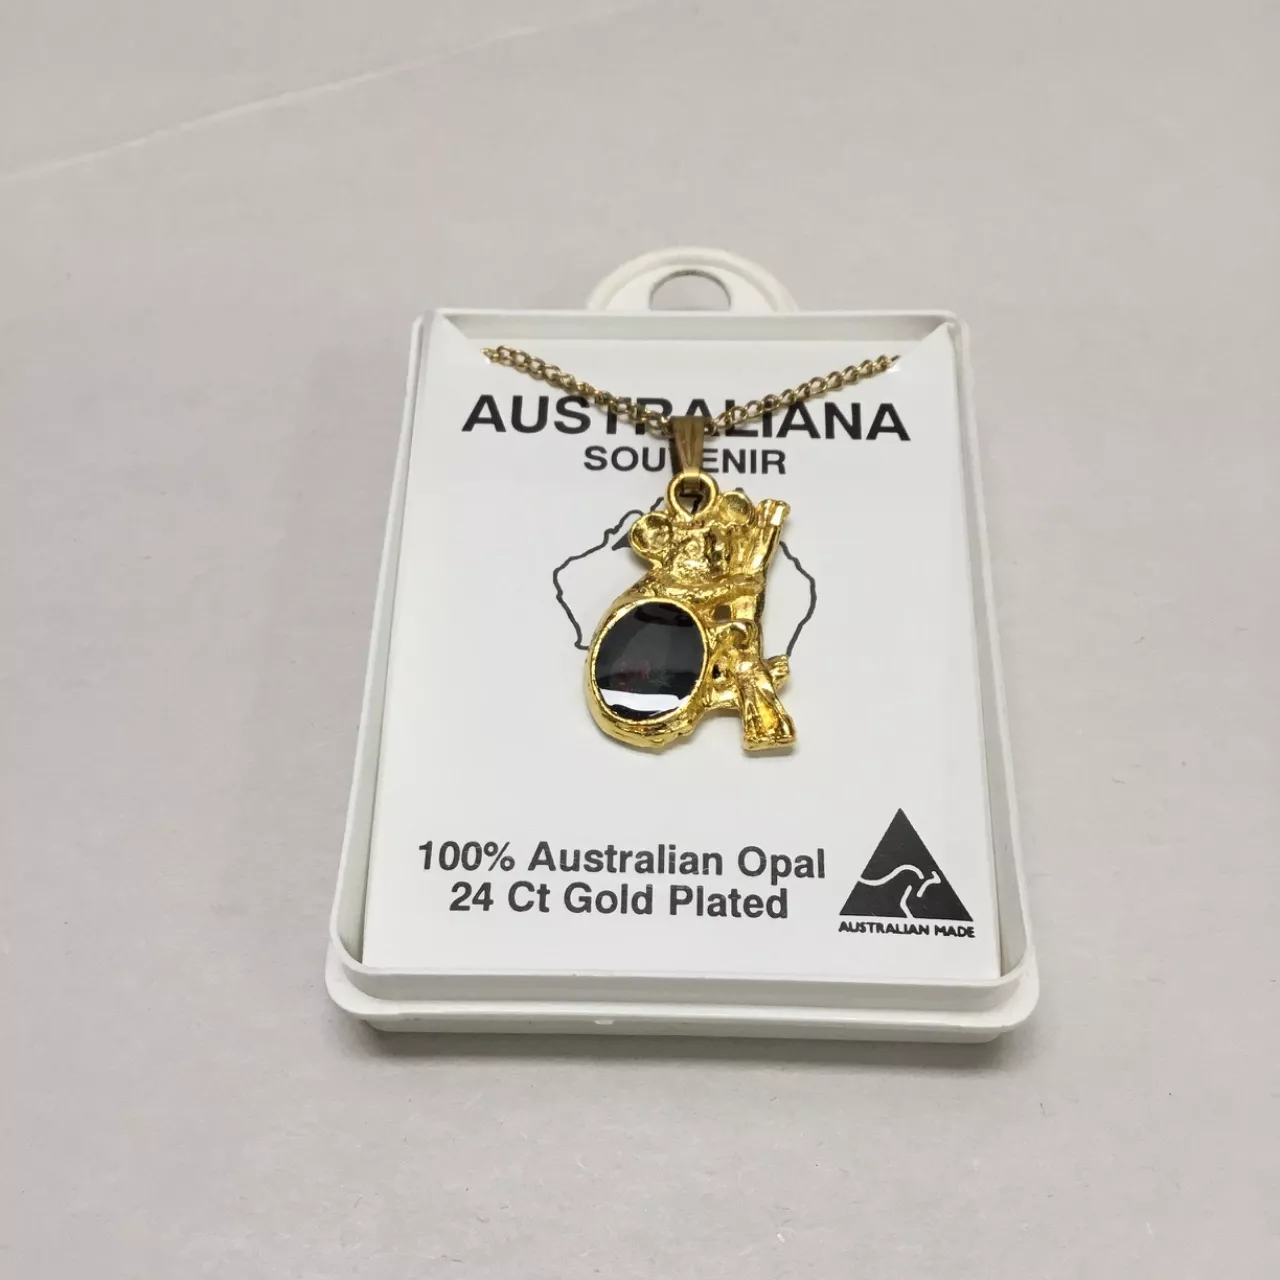 AUSTRALIANA
SOUVENIR
100% Australian Opal
24 Ct Gold Plated
AUSTRALIAN MADE